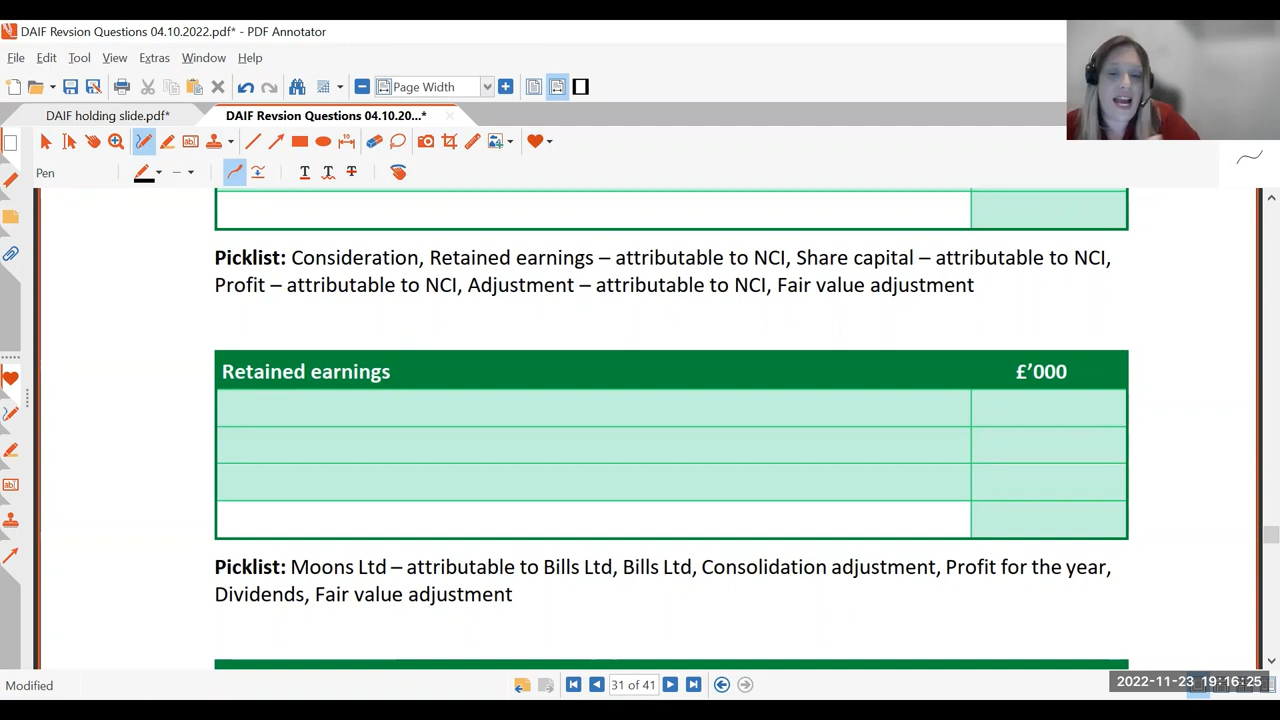 DAIF Revsion Questions 04.10.2022.pdf* - PDF Annotator
File Edit Tool View Extras Window Help
Page Width
DAIF holding slide.pdf* DAIF Revsion Questions 04.10.20...*
Pen
Picklist: Consideration, Retained earnings – attributable to NCI, Share capital – attributable to NCI,
Profit – attributable to NCI, Adjustment – attributable to NCI, Fair value adjustment
Retained earnings £’000
Picklist: Moons Ltd – attributable to Bills Ltd, Bills Ltd, Consolidation adjustment, Profit for the year,
Dividends, Fair value adjustment
Modified 31 of 41 2022-11-23 19:16:25